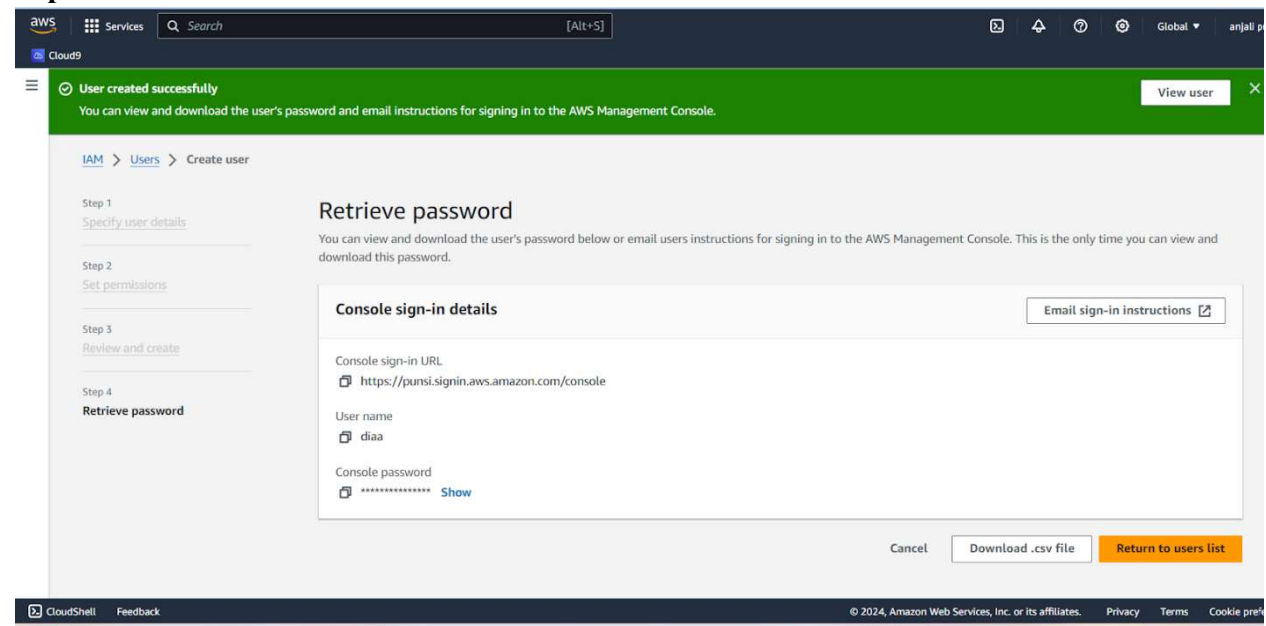 aws
Services
Search
[Alt+S]
Global
anjali
Cloud9
User created successfully
View user
You can view and download the user's password and email instructions for signing in to the AWS Management Console.
IAM > Users > Create user
Step 1
Specify user details
Step 2
Set permissions
Step 3
Review and create
Step 4
Retrieve password
Retrieve password
You can view and download the user's password below or email users instructions for signing in to the AWS Management Console. This is the only time you can view and
download this password.
Console sign-in details
Email sign-in instructions
Console sign-in URL
https://punsi.signin.aws.amazon.com/console
User name
diaa
Console password
*************** Show
Cancel
Download .csv file
Return to users list
CloudShell
Feedback
© 2024, Amazon Web Services, Inc. or its affiliates.
Privacy
Terms
Cookie